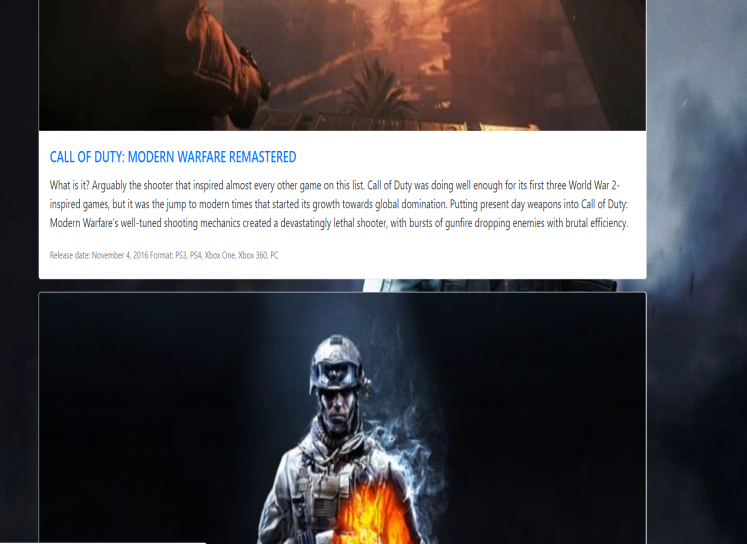 CALL OF DUTY: MODERN WARFARE REMASTERED
What is it? Arguably the shooter that inspired almost every other game on this list. Call of Duty was doing well enough for its first three World War 2-
inspired games, but it was the jump to modern times that started its growth towards global domination. Putting present day weapons into Call of Duty:
Modern Warfare's well-tuned shooting mechanics created a devastatingly lethal shooter, with bursts of gunfire dropping enemies with brutal efficiency.
Release date: November 4, 2016 Format: PS3, PS4, Xbox One, Xbox 360, PC